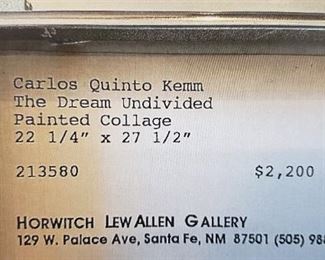 Carlos Quinto Kemm
The Dream Undivided
Painted Collage
22 1/4" x 27 1/2"
213580 $2,200
HORWITCH LEWALLEN GALLERY
129 W. Palace Ave, Santa Fe, NM 87501 (505) 98